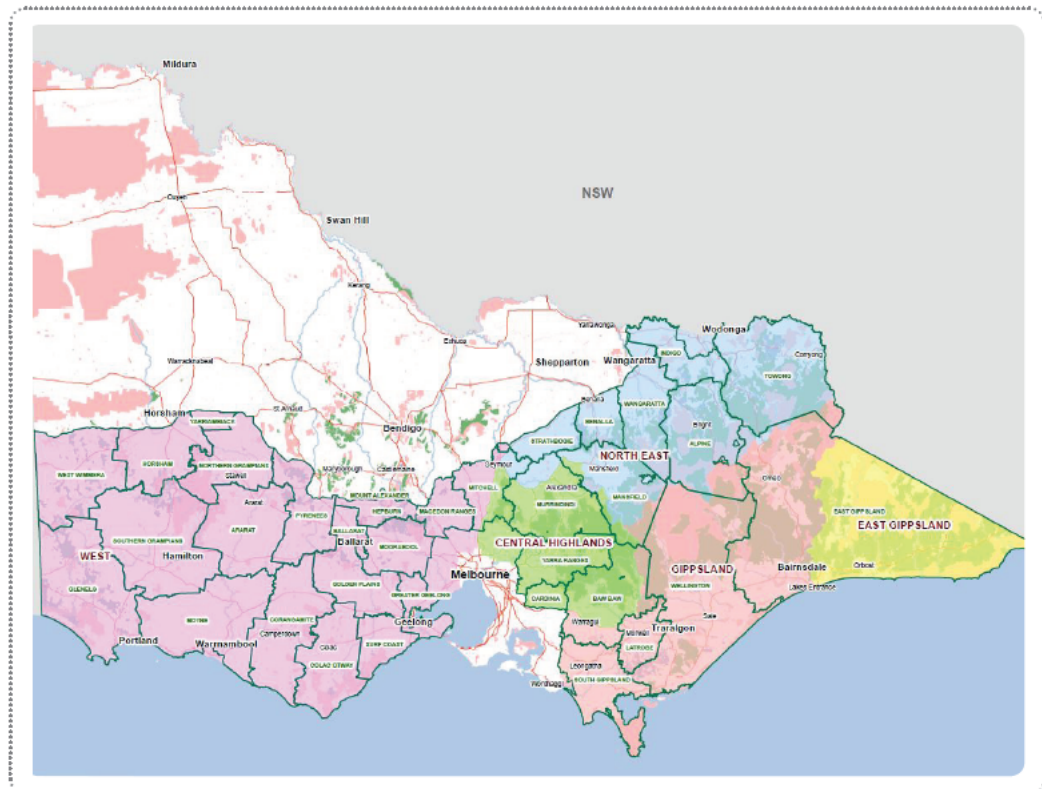 Mildura
Ouyen
NSW
Swan Hill
Kerang
Echuca
Yarrawonga
Wodonga
Shepparton
Wangaratta
INDIGO
Corryong
TOWONG
Warracknabeal
Horsham
St Arnaud
Bendigo
Benalla
WANGARATTA
BENALLA
Bright
ALPINE
YARRIAMBIACK
STRATHBOGIE
NORTH EAST
HORSHAM
NORTHERN GRAMPIANS
Stawell
Maryborough
Castlemaine
Seymour
Mansfield
WEST WIMMERA
MOUNT ALEXANDER
MITCHELL
Alexandra
MANSFIELD
Omeo
Ararat
PYRENEES
HEPBURN
MACEDON RANGES
MURRINDINDI
EAST GIPPSLAND
EAST GIPPSLAND
ARARAT
BALLARAT
Ballarat
MOORABOOL
CENTRAL HIGHLANDS
SOUTHERN GRAMPIANS
Hamilton
WEST
YARRA RANGES
GIPPSLAND
Bairnsdale
Orbost
Melbourne
WELLINGTON
Lakes Entrance
GLENELG
GOLDEN PLAINS
GREATER GEELONG
CARDINIA
BAW BAW
MOYNE
CORANGAMITE
Geelong
Warragul
Sale
Portland
Warrnambool
Camperdown
Colac
SURF COAST
Morwell
Traralgon
LATROBE
COLAC OTWAY
Leongatha
SOUTH GIPPSLAND
Wonthaggi